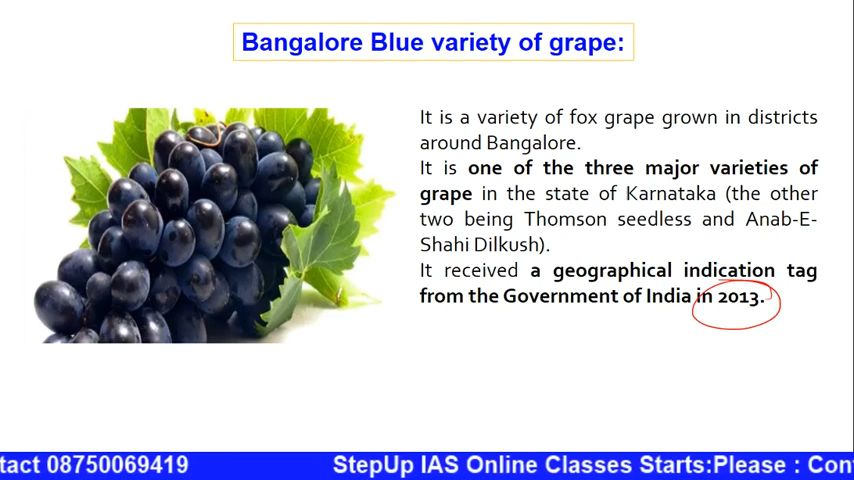 Bangalore Blue variety of grape:
It is a variety of fox grape grown in districts
around Bangalore.
It is one of the three major varieties of
grape in the state of Karnataka (the other
two being Thomson seedless and Anab-E-
Shahi Dilkush).
It received a geographical indication tag
from the Government of India in 2013.
tact 08750069419 StepUp IAS Online Classes Starts:Please : Con